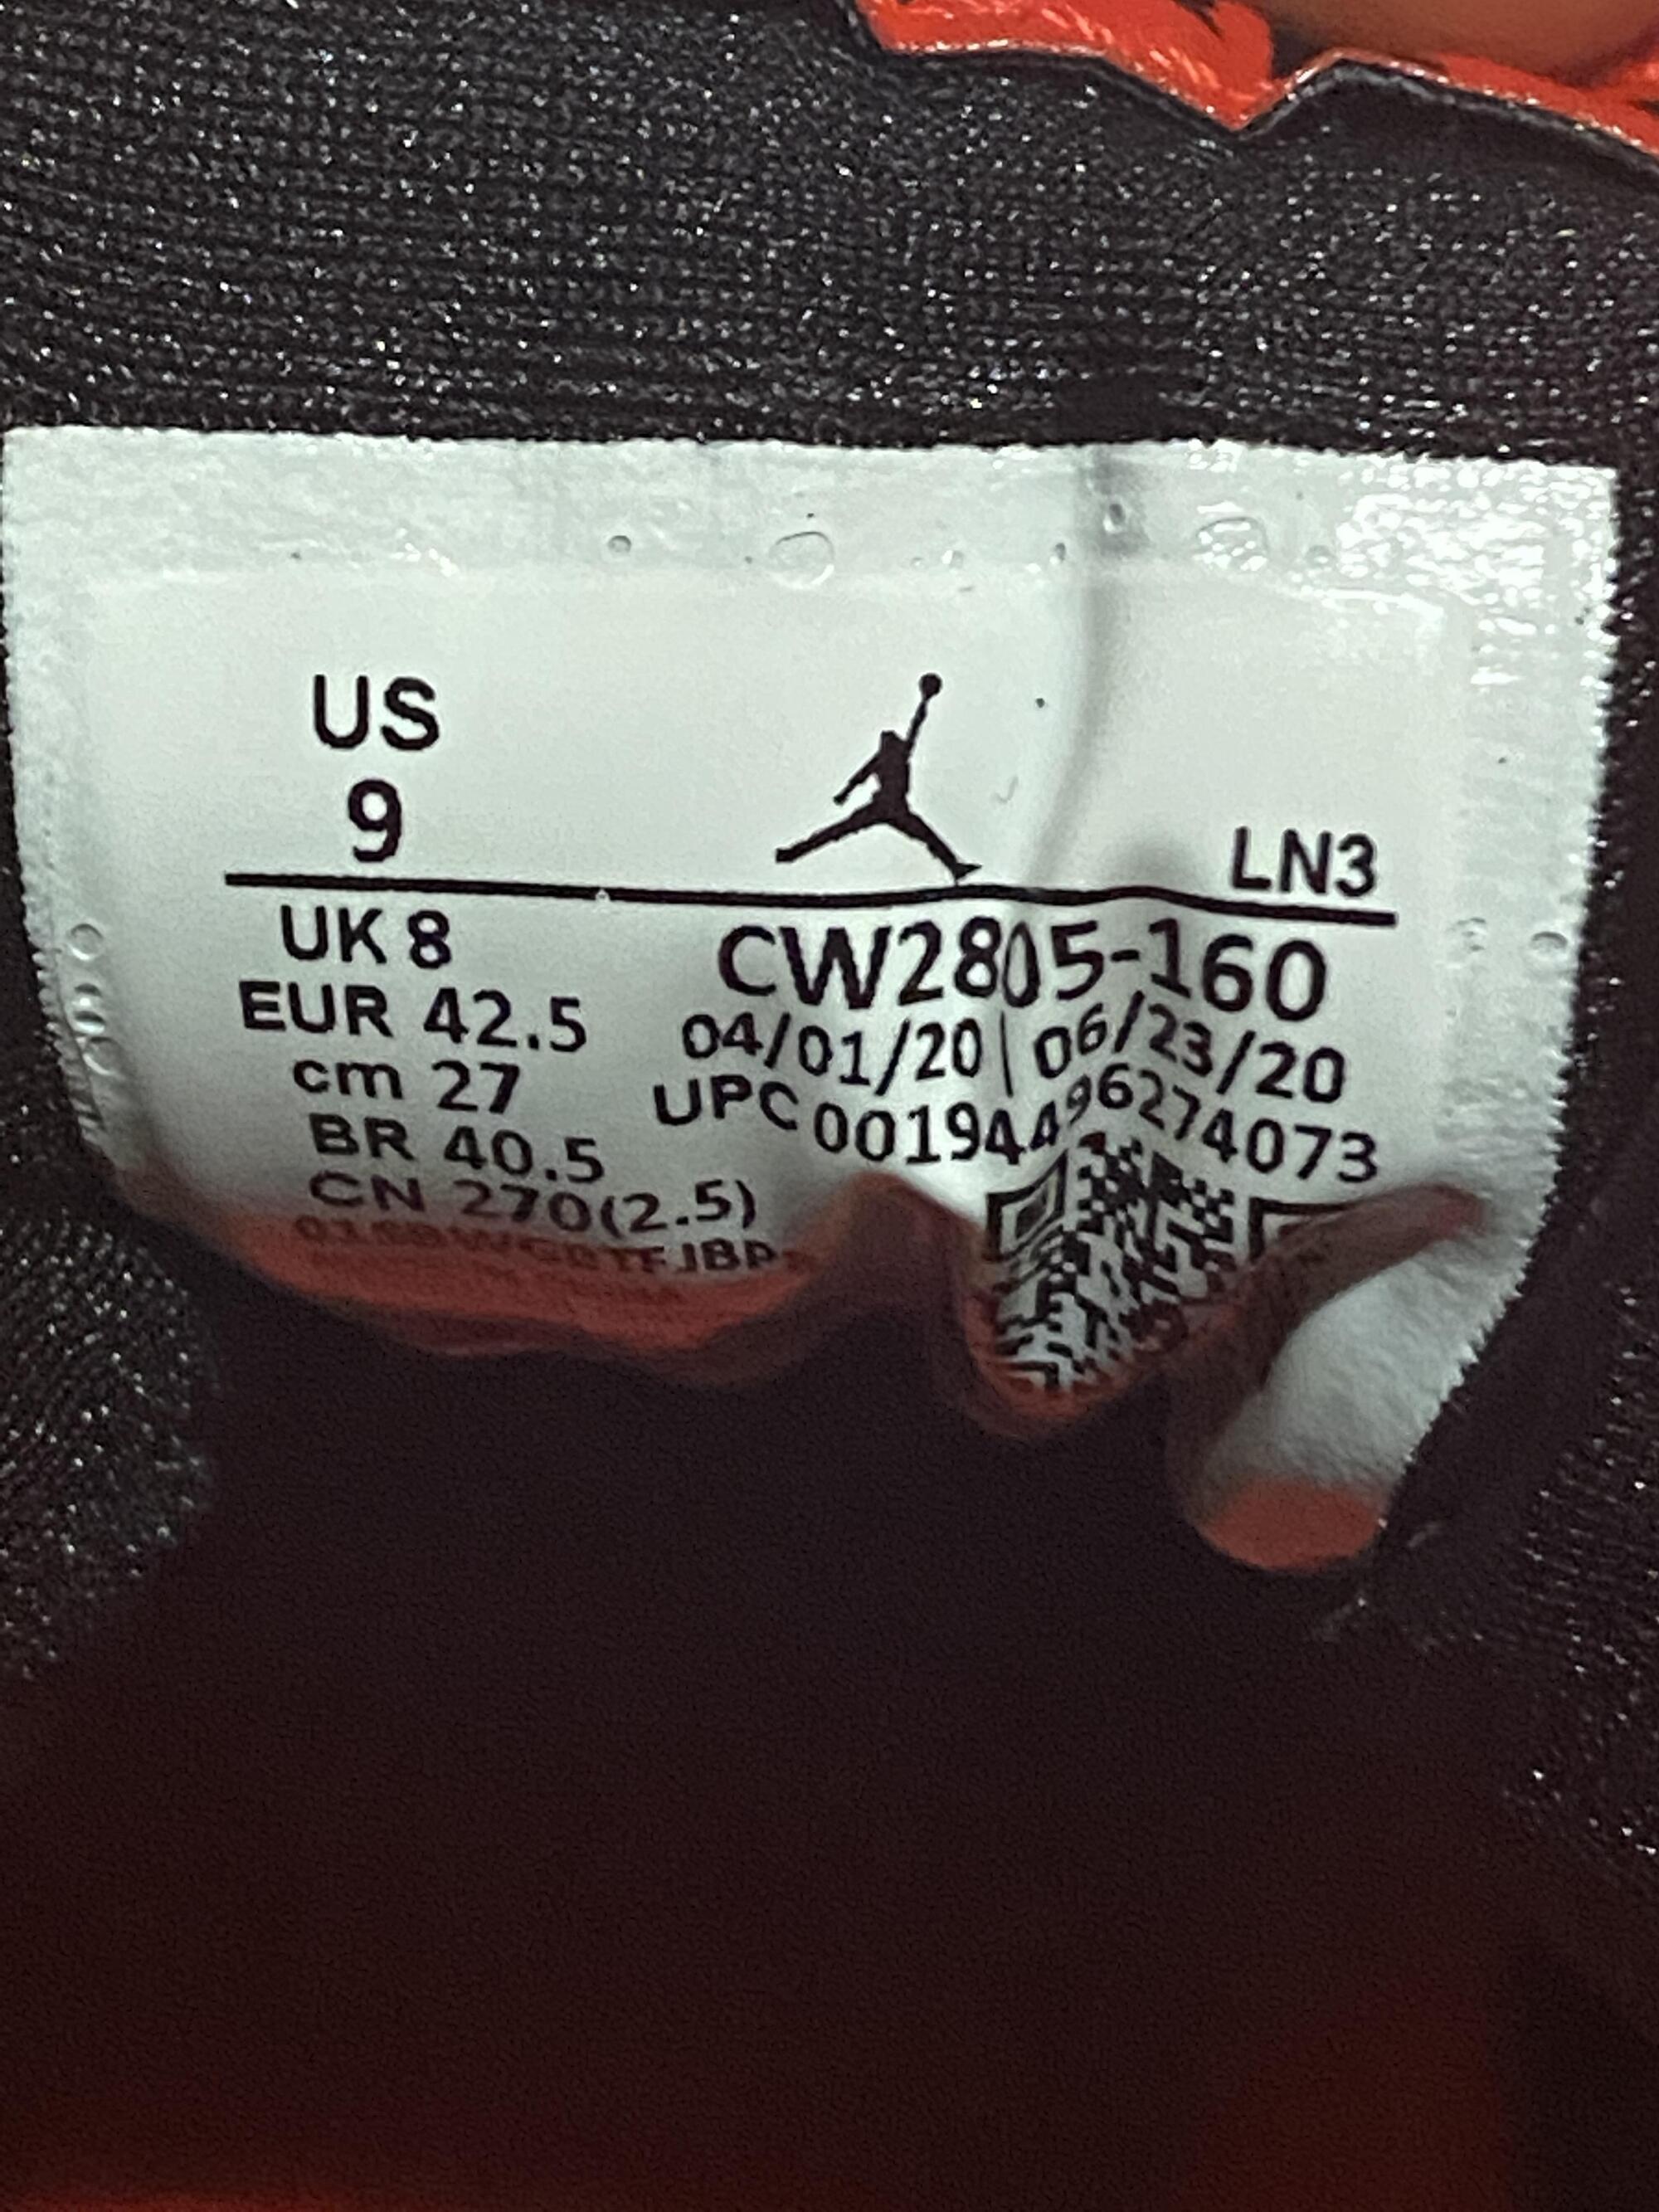 US
9
LN3
UK 8
EUR 42.5
cm 27
BR 40.5
CN 270(2.5)
CW2805-160
04/01/20 | 06/23/20
UPC 00194496274073